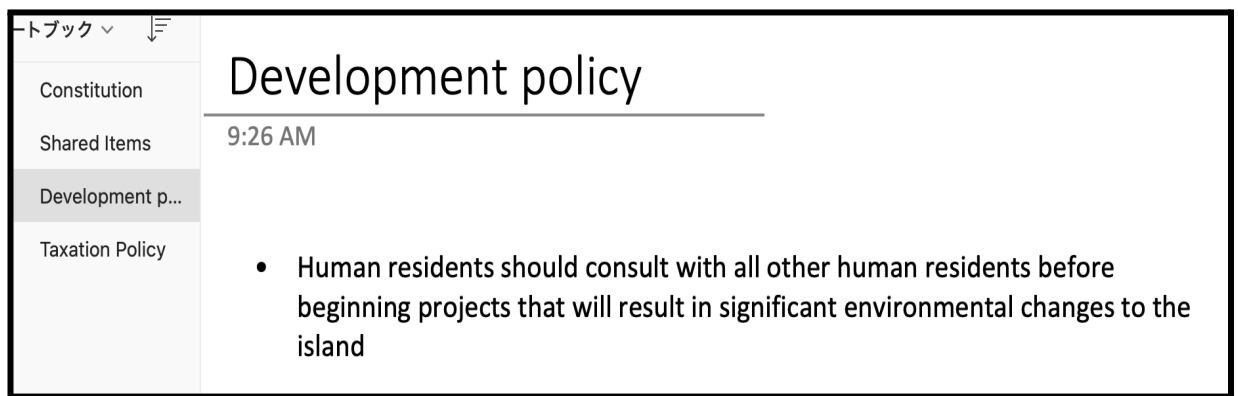 ートブック
Constitution
Shared Items
Development p...
Taxation Policy
Development policy
9:26 AM
• Human residents should consult with all other human residents before
beginning projects that will result in significant environmental changes to the
island